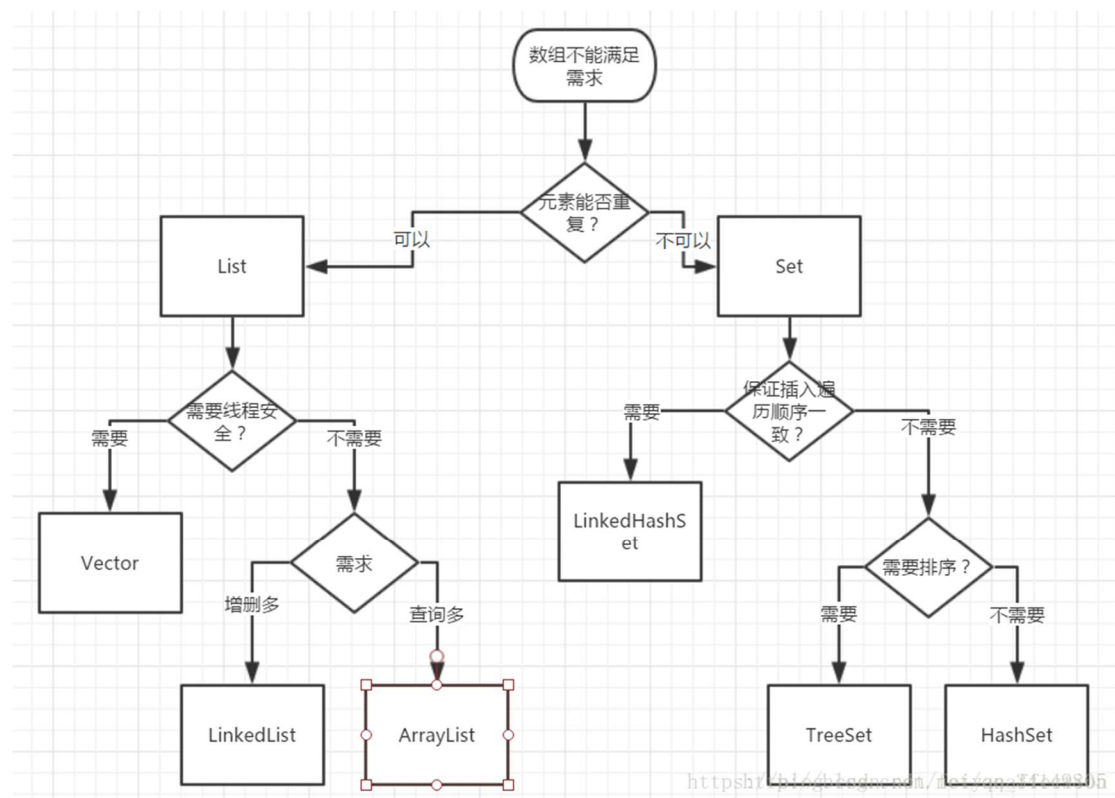 数组不能满足
需求
元素能否重
复？
可以
不可以
List
Set
需要线程安
全？
保证插入遍
历顺序一
致？
需要
不需要
需要
不需要
Vector
需求
LinkedHashS
et
需要排序？
增删多
查询多
需要
不需要
LinkedList
ArrayList
TreeSet
HashSet